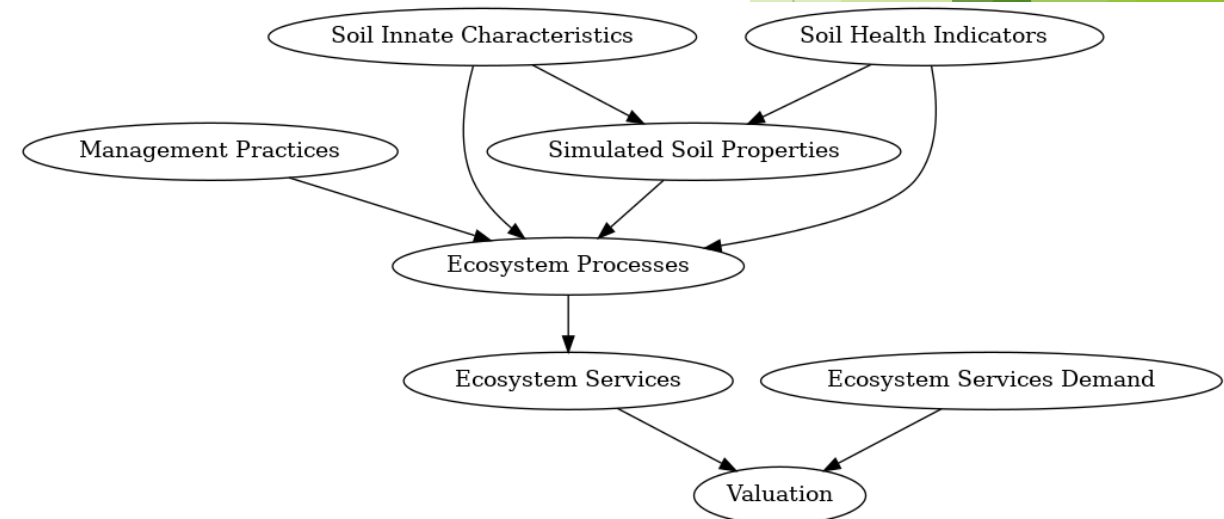 Soil Innate Characteristics
Soil Health Indicators
Management Practices
Simulated Soil Properties
Ecosystem Processes
Ecosystem Services
Ecosystem Services Demand
Valuation